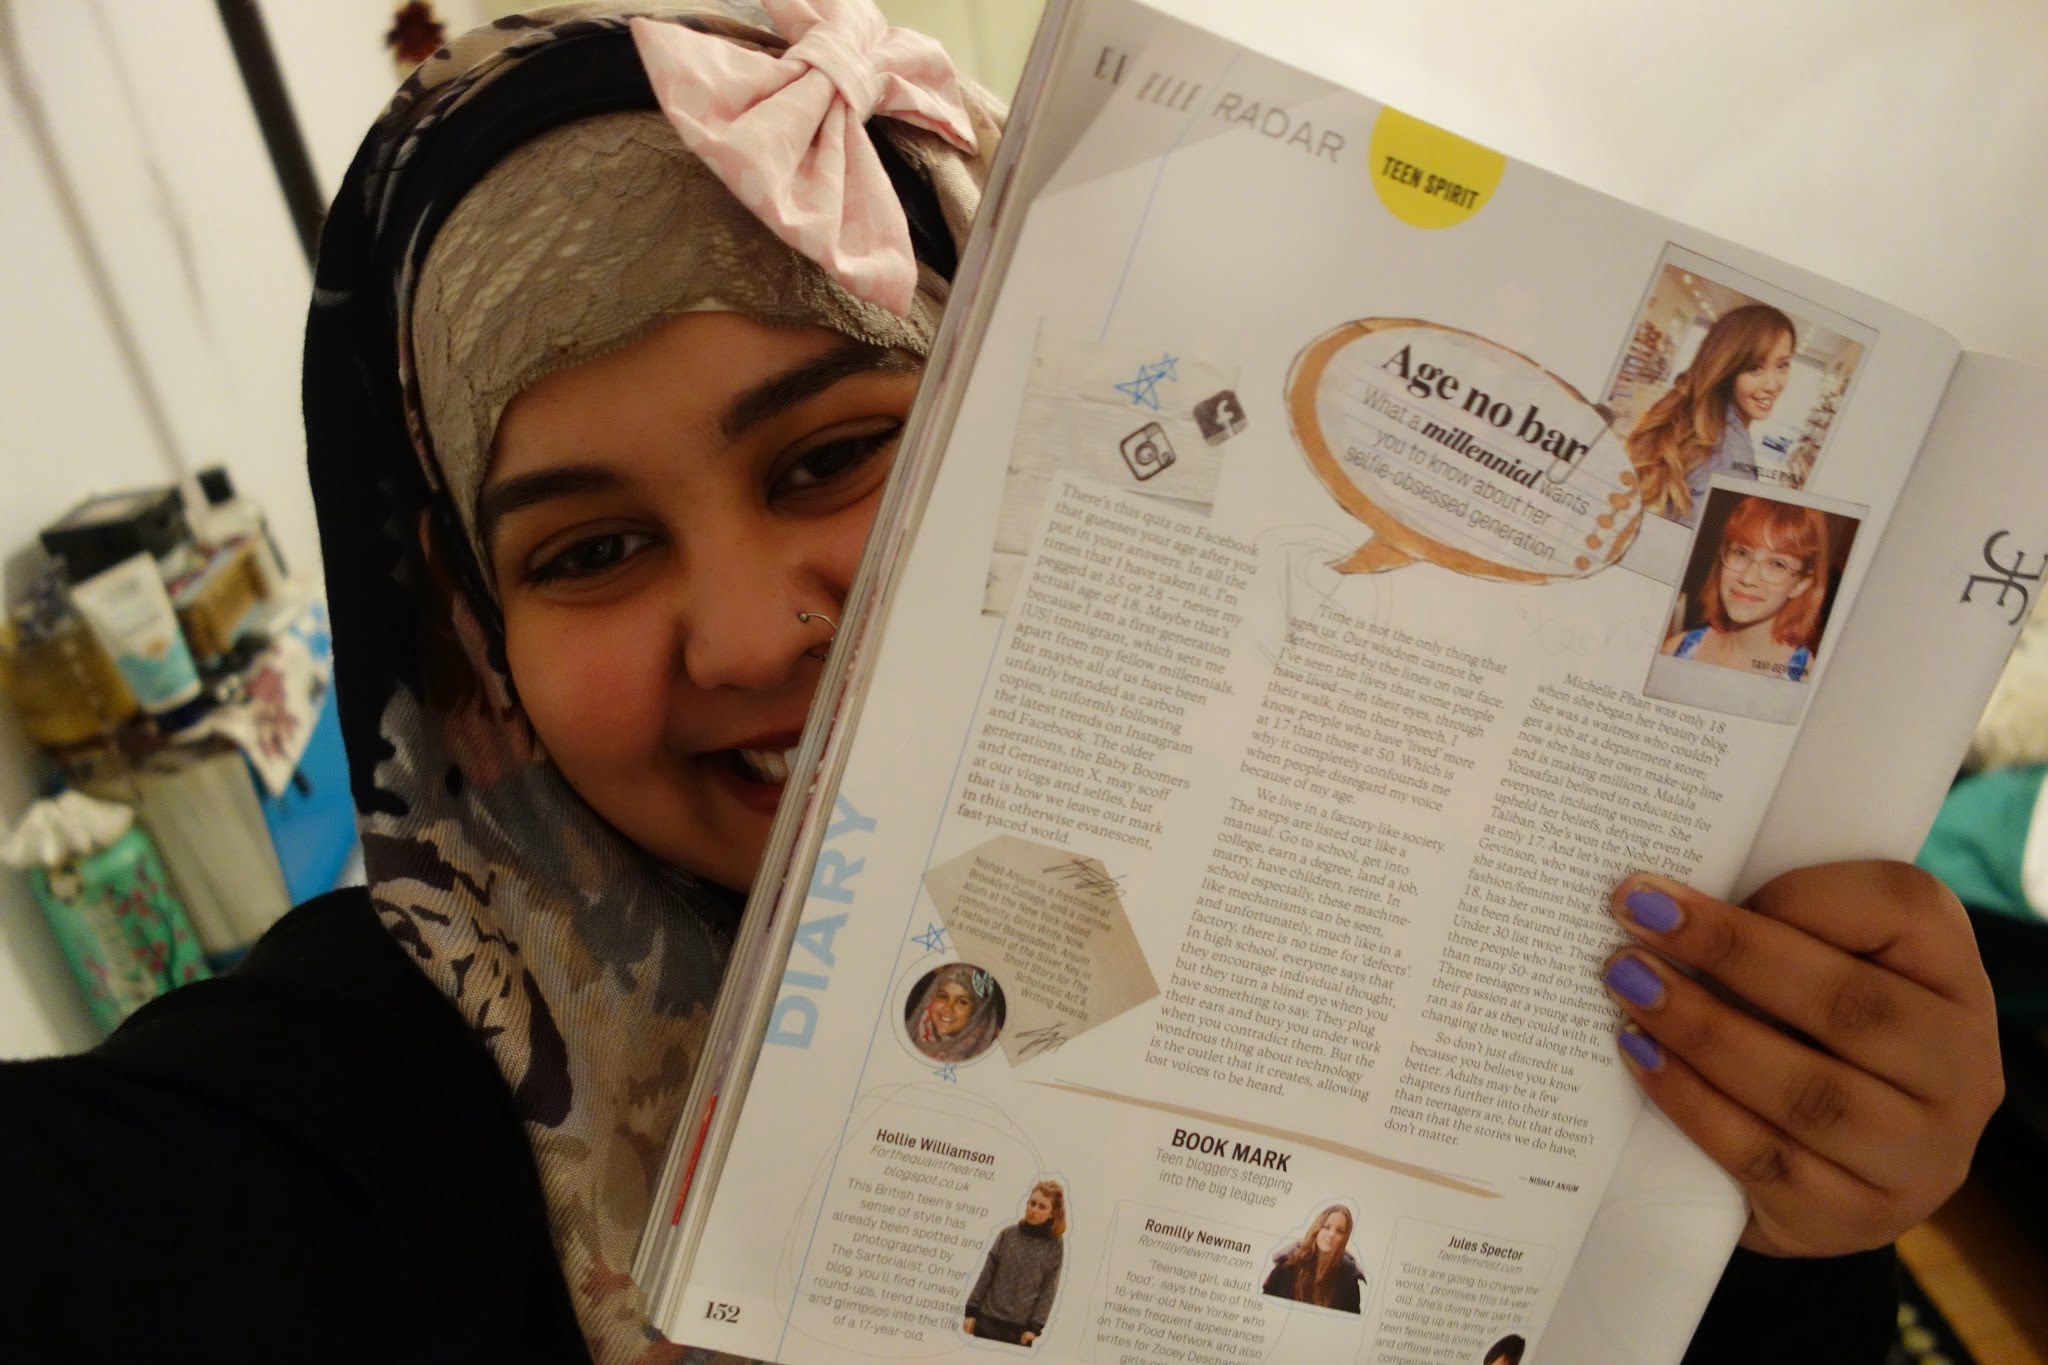 ELLE RADAR
TEEN SPIRIT
Age no bar
What a millennial wants
you to know about her
selfie-obsessed generation
MICHELLE PHAN
There's this quiz on Facebook
that guesses your age after you
put in your answers. In all the
times that I have taken it, I'm
pegged at 35 or 28 — never my
actual age of 18. Maybe that's
because I am a first-generation
[US] immigrant, which sets me
apart from my fellow millennials.
But maybe all of us have been
unfairly branded as carbon
copies, uniformly following
the latest trends on Instagram
and Facebook. The older
generations, the Baby Boomers
and Generation X, may scoff
at our vlogs and selfies, but
that is how we leave our mark
in this otherwise evanescent,
fast-paced world.
Time is not the only thing that
ages us. Our wisdom cannot be
determined by the lines on our face.
I've seen the lives that some people
have lived — in their eyes, through
their walk, from their speech. I
know people who have 'lived' more
at 17 than those at 50. Which is
why it completely confounds me
when people disregard my voice
because of my age.
We live in a factory-like society.
The steps are listed out like a
manual. Go to school, get into
college, earn a degree, land a job,
marry, have children, retire. In
school especially, these machine-
like mechanisms can be seen,
and unfortunately, much like in a
factory, there is no time for 'defects'.
In high school, everyone says that
they encourage individual thought,
but they turn a blind eye when you
have something to say. They plug
their ears and bury you under work
when you contradict them. But the
wondrous thing about technology
is the outlet that it creates, allowing
lost voices to be heard.
Michelle Phan was only 18
when she began her beauty blog.
She was a waitress who couldn't
get a job at a department store;
now she has her own make-up line
and is making millions. Malala
Yousafzai believed in education for
everyone, including women. She
upheld her beliefs, defying even the
Taliban. She's won the Nobel Prize
at only 17. And let's not
Gevinson, who was only
she started her widely
fashion/feminist blog. She
18, has her own magazine
has been featured in the
Under 30 list twice. These
three people who have 'lived
than many 50- and 60-year
Three teenagers who understood
their passion at a young age and
ran as far as they could with it,
changing the world along the way.
So don't just discredit us
because you believe you know
better. Adults may be a few
chapters further into their stories
than teenagers are, but that doesn't
mean that the stories we do have,
don't matter.
— NISHAT ANJUM
DIARY
Nishat Anjum is a freshman at
Brooklyn College, and a mentee-
alum at the New York-based
community, Girls Write Now.
A native of Bangladesh, Anjum
is a recipient of the Silver Key in
Short Story for The
Scholastic Art &
Writing Awards
Hollie Williamson
Forthequainthearted.
blogspot.co.uk
This British teen's sharp
sense of style has
already been spotted and
photographed by
The Sartorialist. On her
blog, you'll find runway
round-ups, trend updates
and glimpses into the life
of a 17-year-old
BOOK MARK
Teen bloggers stepping
into the big leagues
Romilly Newman
Romillynewman.com
'Teenage girl, adult
food', says the bio of this
16-year-old New Yorker who
makes frequent appearances
on The Food Network and also
writes for Zooey Deschanel
Jules Spector
Teenfeminist.com
"Girls are going to change the
world," promises this 14-year
old. She's doing her part by
rounding up an army of
teen feminists (online
and offline) with her
152